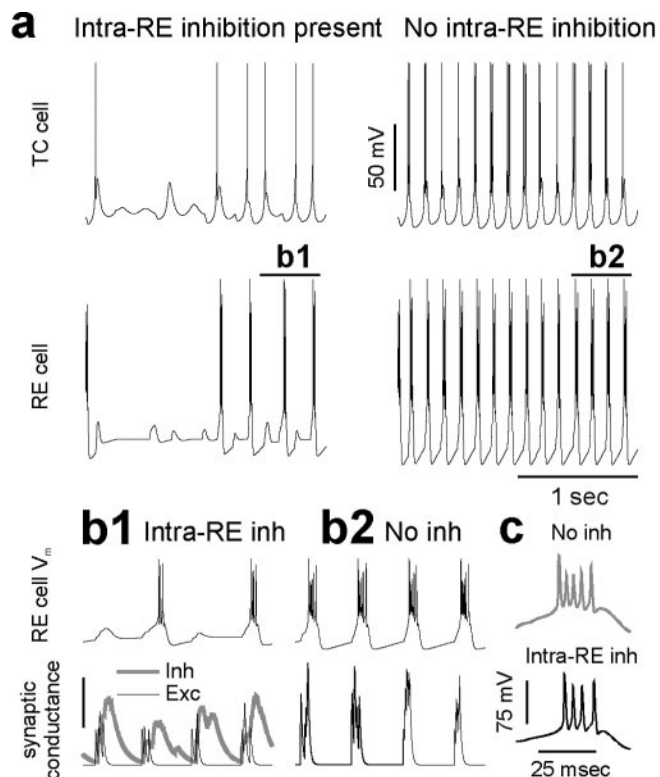 a Intra-RE inhibition present No intra-RE inhibition
TC cell
50 mV
b1 b2
RE cell
1 sec
b1 Intra-RE inh b2 No inh c
No inh
RE cell Vm
Intra-RE inh
Inh
Exc
synaptic
conductance
75 mV
25 msec